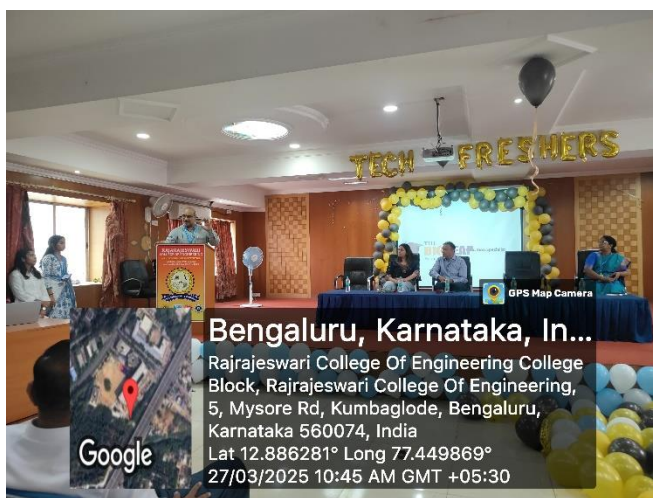 TECH FRESHERS
RAJARAJESWARI
GPS Map Camera
Bengaluru, Karnataka, In...
Rajrajeswari College Of Engineering College
Block, Rajrajeswari College Of Engineering,
5, Mysore Rd, Kumbaglode, Bengaluru,
Karnataka 560074, India
Lat 12.886281° Long 77.449869°
27/03/2025 10:45 AM GMT +05:30
Google